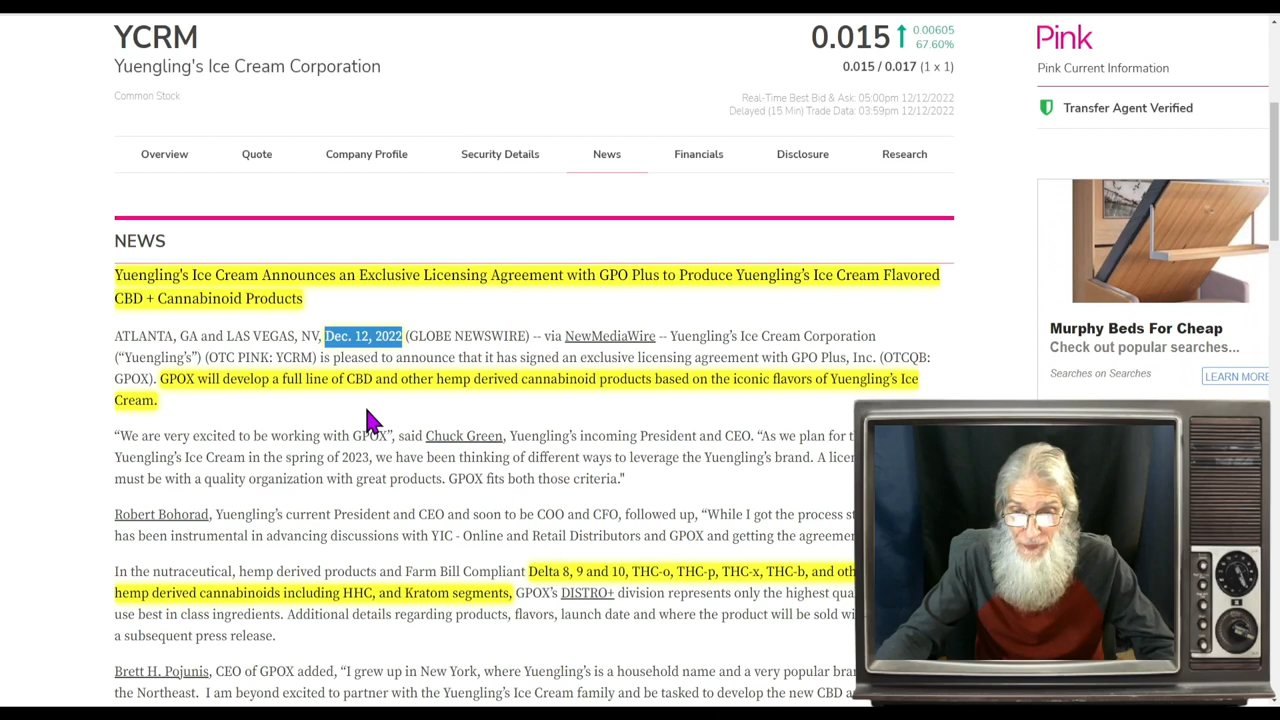 YCRM
0.015
0.00605
67.60%
Pink
Yuengling's Ice Cream Corporation
0.015 / 0.017 (1 x 1)
Pink Current Information
Common Stock
Real-Time Best Bid & Ask: 05:00pm 12/12/2022
Delayed (15 Min) Trade Data: 03:59pm 12/12/2022
Transfer Agent Verified
Overview Quote Company Profile Security Details News Financials Disclosure Research
NEWS
Yuengling's Ice Cream Announces an Exclusive Licensing Agreement with GPO Plus to Produce Yuengling’s Ice Cream Flavored
CBD + Cannabinoid Products
ATLANTA, GA and LAS VEGAS, NV, Dec. 12, 2022 (GLOBE NEWSWIRE) -- via NewMediaWire -- Yuengling’s Ice Cream Corporation
(“Yuengling’s”) (OTC PINK: YCRM) is pleased to announce that it has signed an exclusive licensing agreement with GPO Plus, Inc. (OTCQB:
GPOX). GPOX will develop a full line of CBD and other hemp derived cannabinoid products based on the iconic flavors of Yuengling’s Ice
Cream.
“We are very excited to be working with GPOX”, said Chuck Green, Yuengling’s incoming President and CEO. “As we plan for
Yuengling’s Ice Cream in the spring of 2023, we have been thinking of different ways to leverage the Yuengling’s brand. A
must be with a quality organization with great products. GPOX fits both those criteria."
Robert Bohorad, Yuengling’s current President and CEO and soon to be COO and CFO, followed up, “While I got the process
has been instrumental in advancing discussions with YIC - Online and Retail Distributors and GPOX and getting the
In the nutraceutical, hemp derived products and Farm Bill Compliant Delta 8, 9 and 10, THC-o, THC-p, THC-x, THC-b, and
hemp derived cannabinoids including HHC, and Kratom segments, GPOX’s DISTRO+ division represents only the highest
use best in class ingredients. Additional details regarding products, flavors, launch date and where the product will be sold
a subsequent press release.
Brett H. Pojunis, CEO of GPOX added, “I grew up in New York, where Yuengling’s is a household name and a very popular
the Northeast. I am beyond excited to partner with the Yuengling’s Ice Cream family and be tasked to develop the new CBD
Murphy Beds For Cheap
Check out popular searches...
Searches on Searches
LEARN MORE